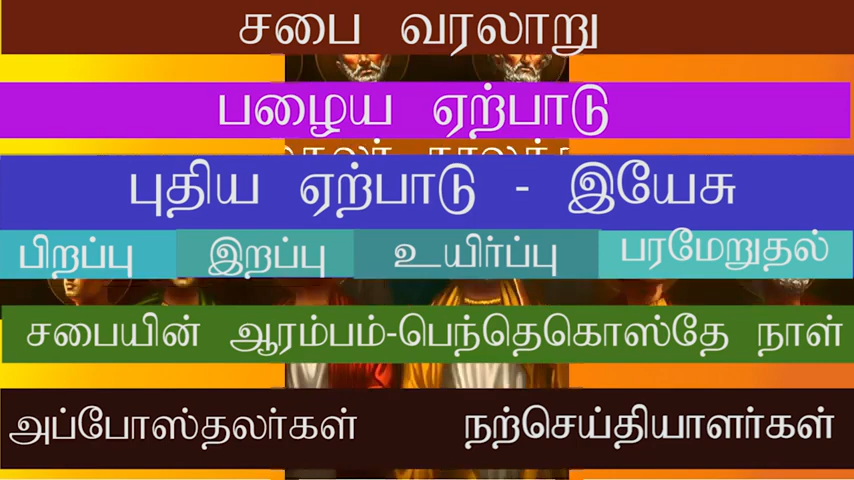 சபை வரலாறு
பழைய ஏற்பாடு
புதிய ஏற்பாடு - இயேசு
பிறப்பு இறப்பு உயிர்ப்பு பரமேறுதல்
சபையின் ஆரம்பம்-பெந்தெகொஸ்தே நாள்
அப்போஸ்தலர்கள் நற்செய்தியாளர்கள்